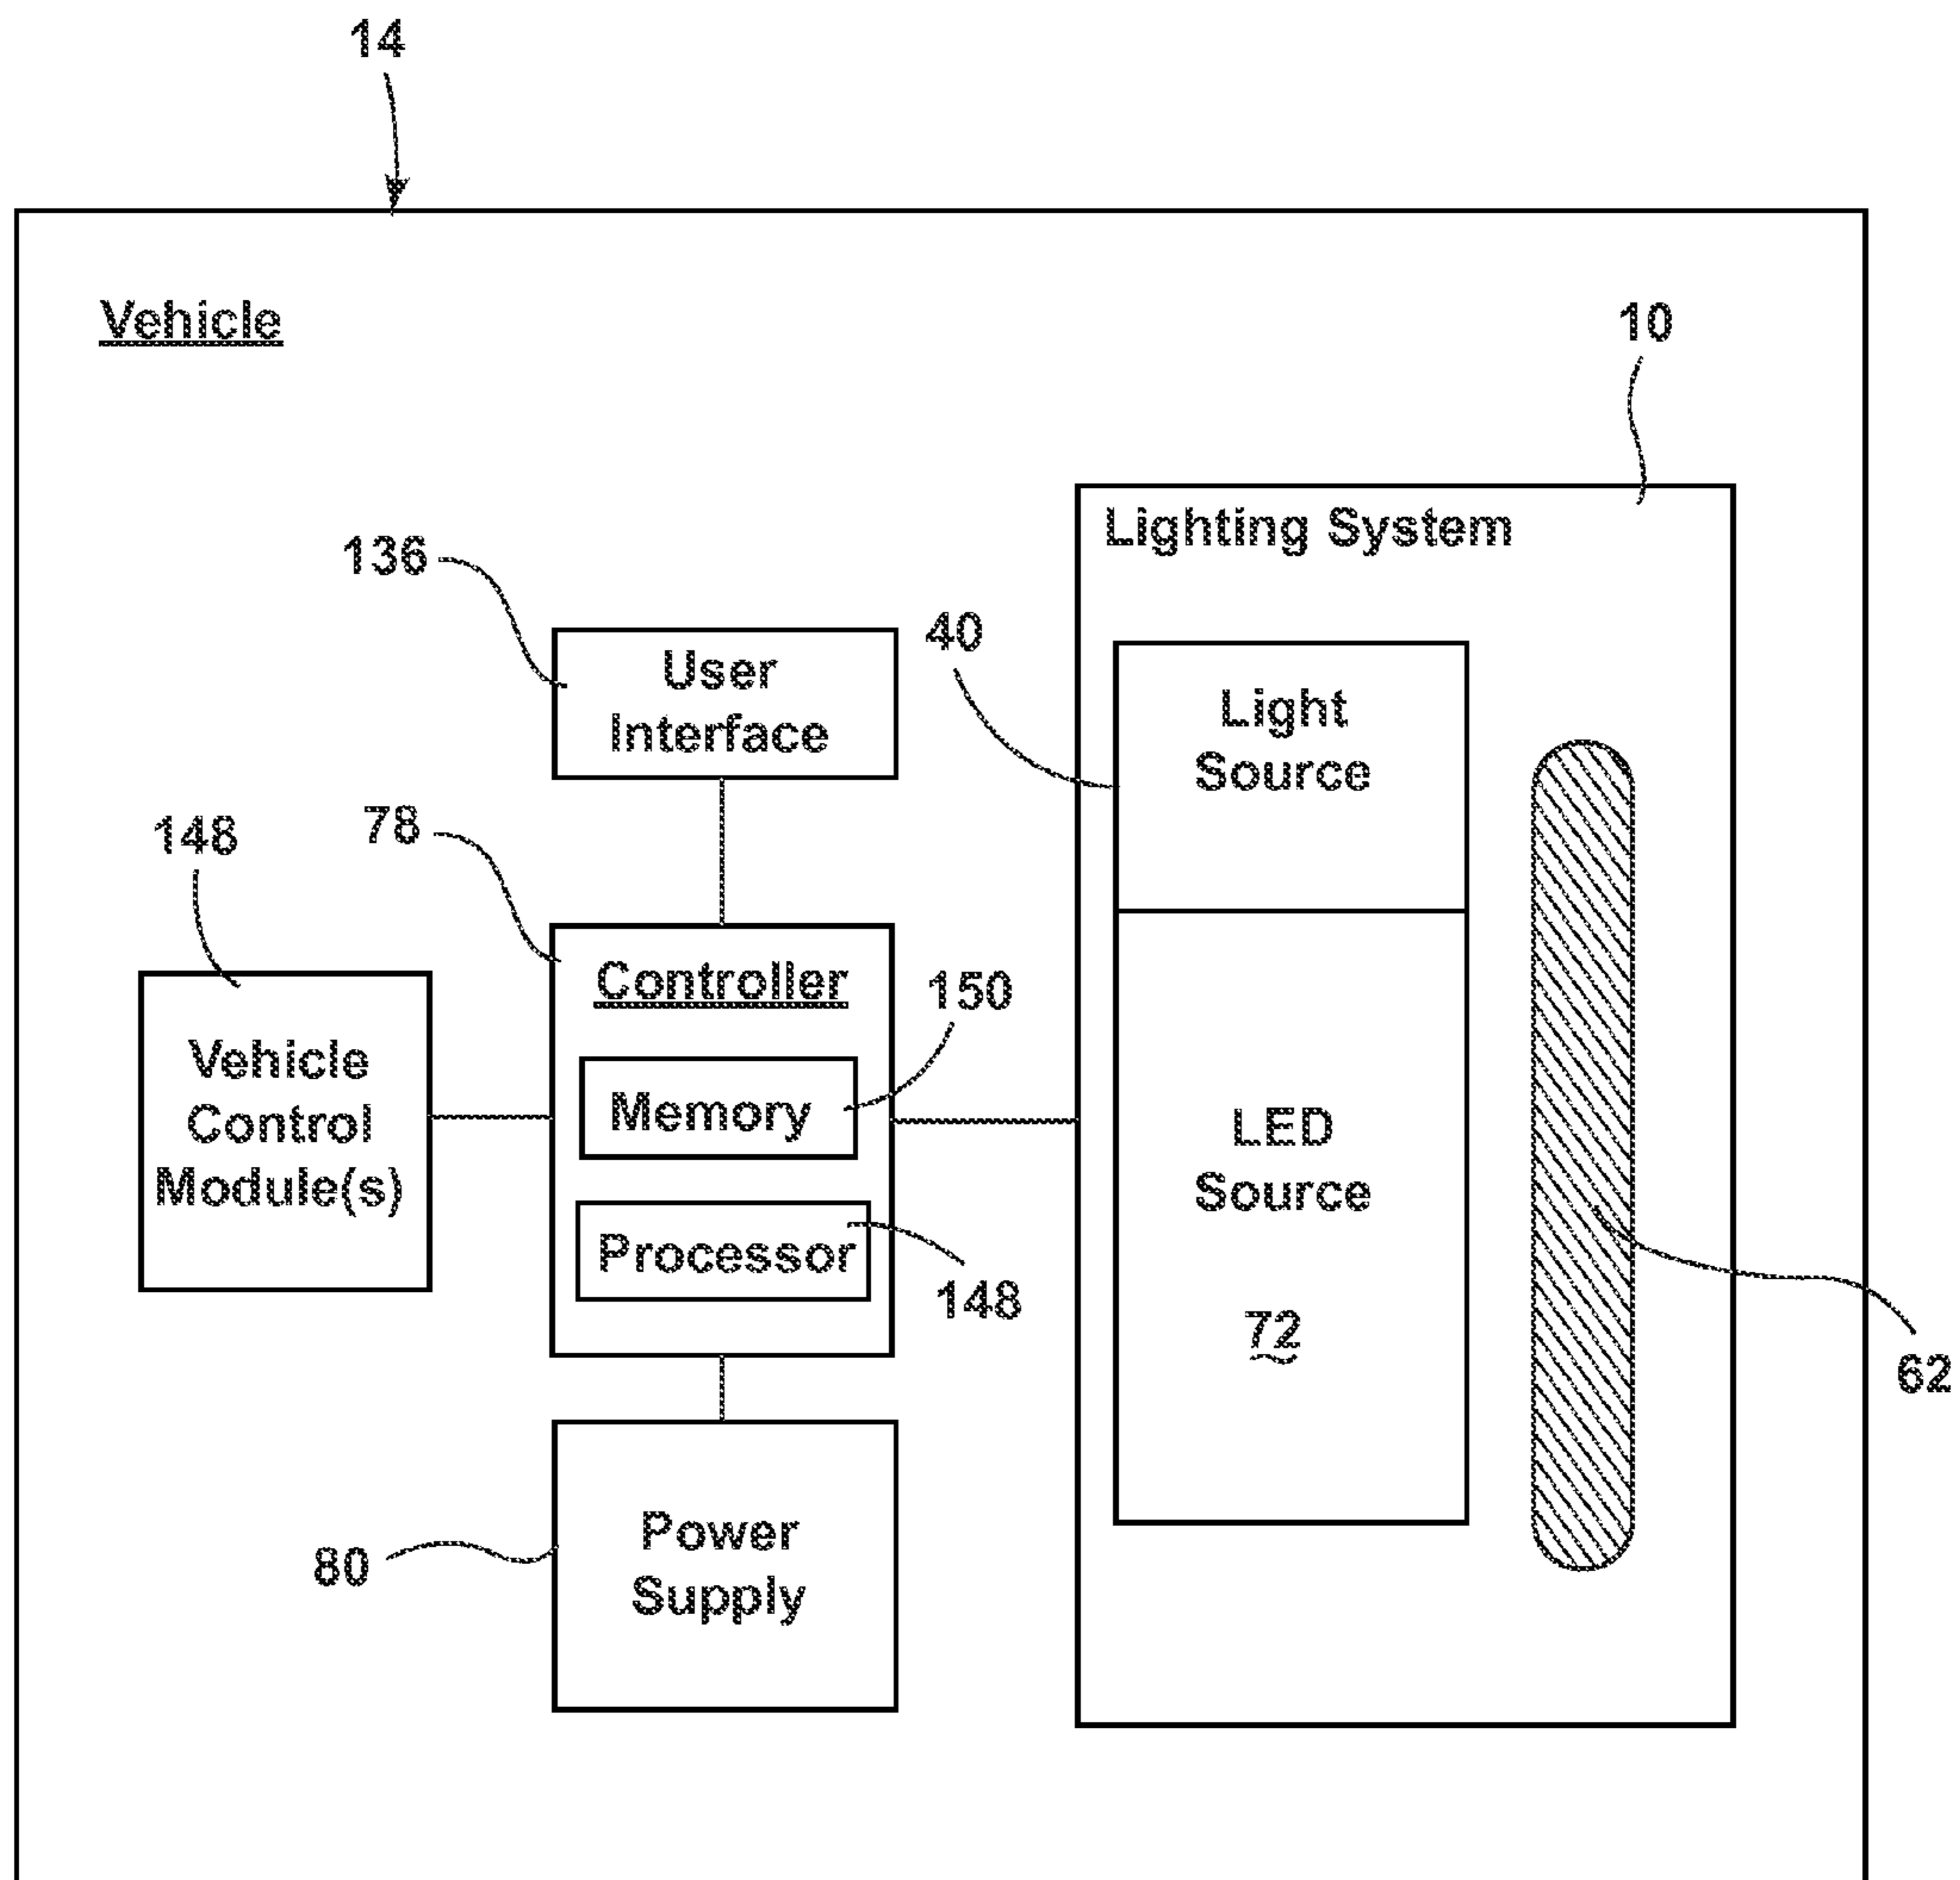 14
Vehicle
10
Lighting System
136
User
Interface
40
Light
Source
148
78
Controller
150
Memory
Vehicle
Control
Module(s)
Processor
148
LED
Source
72
62
80
Power
Supply